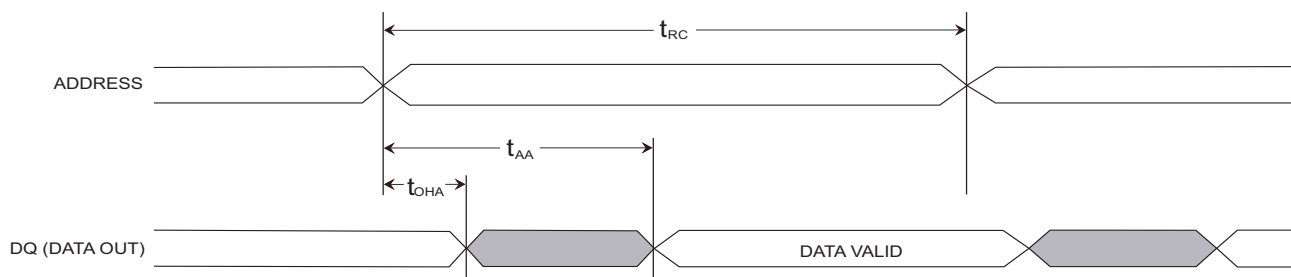 tRC
ADDRESS
tAA
tOHA
DQ (DATA OUT)
DATA VALID